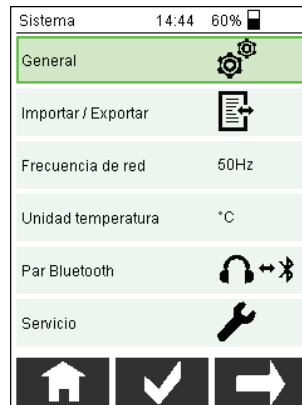 Sistema 14:44 60%
General
Importar / Exportar
Frecuencia de red 50Hz
Unidad temperatura °C
Par Bluetooth
Servicio